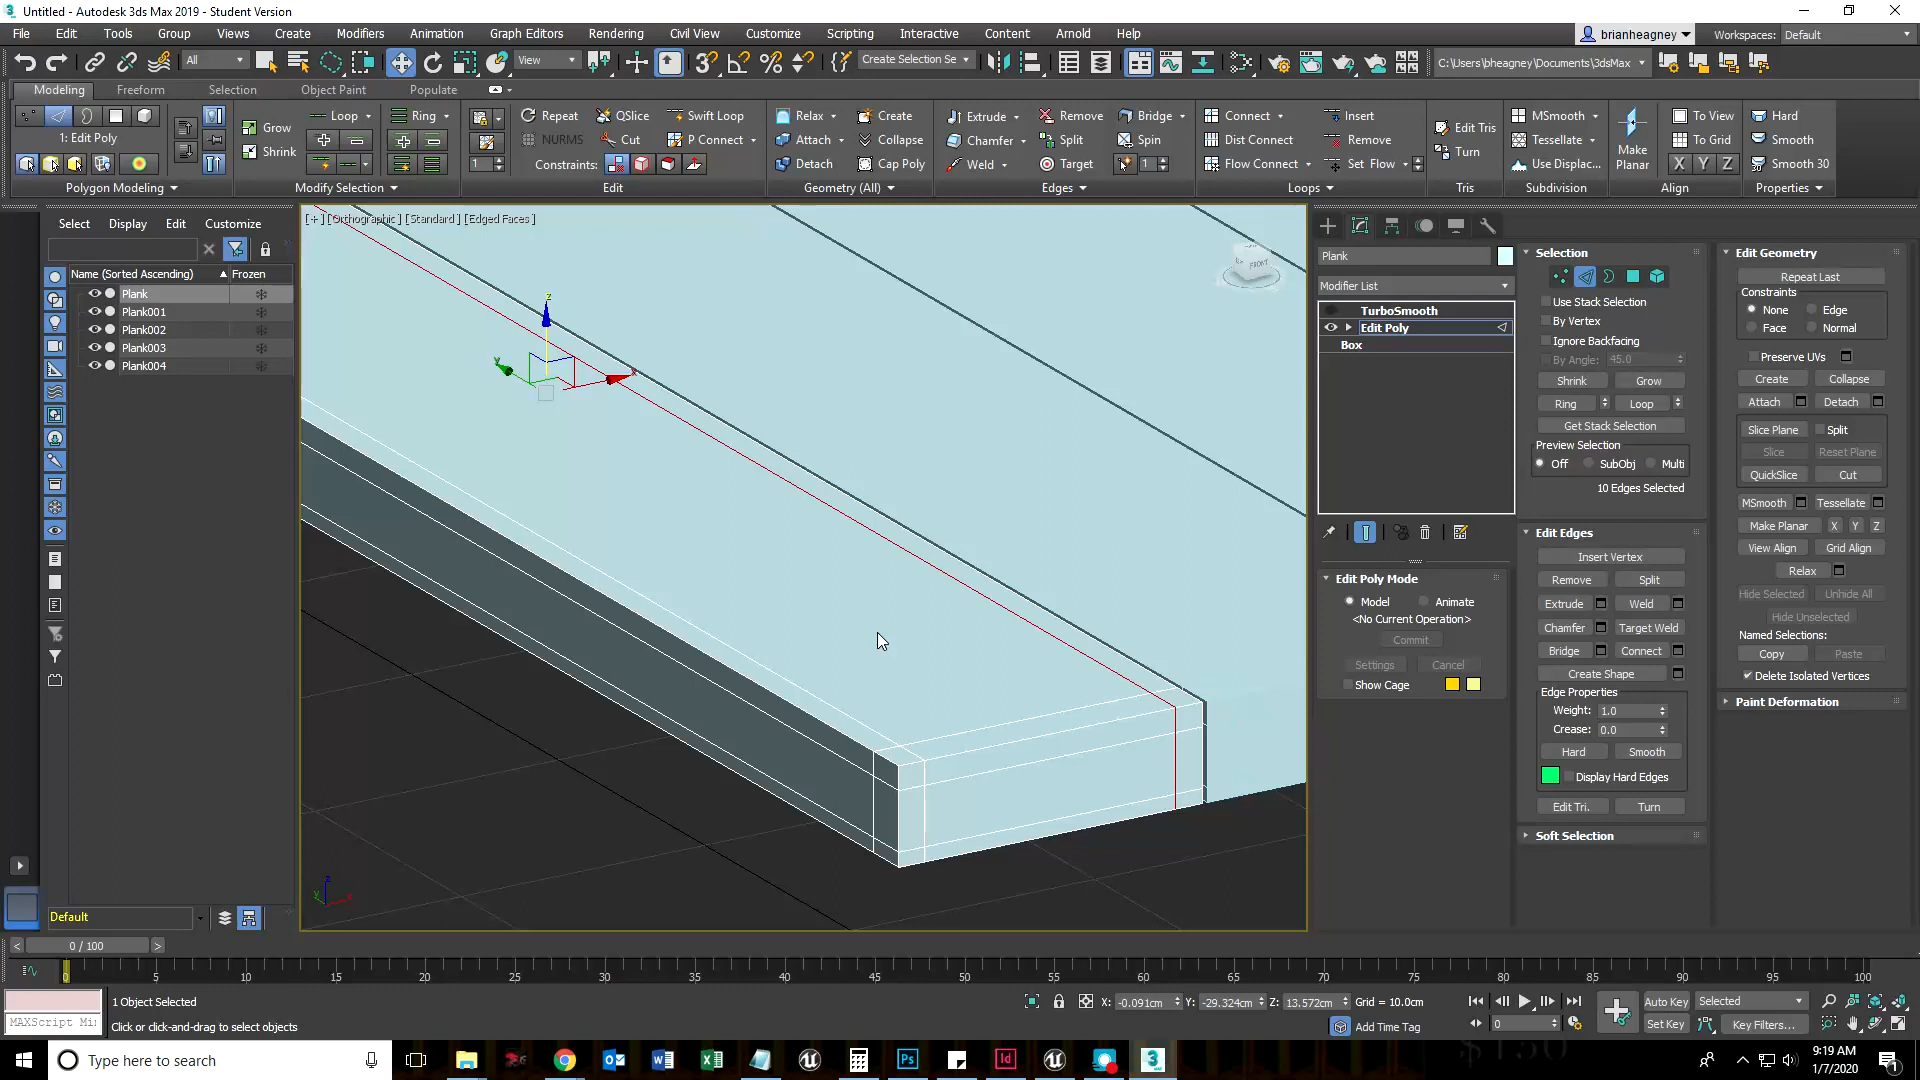 Untitled - Autodesk 3ds Max 2019 - Student Version
File Edit Tools Group Views Create Modifiers Animation Graph Editors Rendering Civil View Customize Scripting Interactive Content Arnold Help
brianheagney Workspaces: Default
All View Create Selection Se C:\Users\bheagney\Documents\3dsMax
Modeling Freeform Selection Object Paint Populate
Loop Ring Repeat QSlice Swift Loop Relax Create Extrude Remove Bridge Connect Insert MSmooth To View Hard
1: Edit Poly Grow NURMS Cut P Connect Attach Collapse Chamfer Split Spin Dist Connect Remove Edit Tris Tessellate To Grid Smooth
Shrink 1 Constraints: Detach Cap Poly Weld Target 1 Flow Connect Set Flow Turn Use Displac... Make Planar X Y Z Smooth 30
Polygon Modeling Modify Selection Edit Geometry (All) Edges Loops Tris Subdivision Align Properties
Select Display Edit Customize
Name (Sorted Ascending) Frozen
Plank
Plank001
Plank002
Plank003
Plank004
Default
[+] [Orthographic] [Standard] [Edged Faces]
FRONT
z
x
y
Plank
Modifier List
TurboSmooth
Edit Poly
Box
Edit Poly Mode
Model Animate
<No Current Operation>
Commit
Settings Cancel
Show Cage
Selection
Use Stack Selection
By Vertex
Ignore Backfacing
By Angle: 45.0
Shrink Grow
Ring Loop
Get Stack Selection
Preview Selection
Off SubObj Multi
10 Edges Selected
Edit Edges
Insert Vertex
Remove Split
Extrude Weld
Chamfer Target Weld
Bridge Connect
Create Shape
Edge Properties
Weight: 1.0
Crease: 0.0
Hard Smooth
Display Hard Edges
Edit Tri. Turn
Soft Selection
Edit Geometry
Repeat Last
Constraints
None Edge
Face Normal
Preserve UVs
Create Collapse
Attach Detach
Slice Plane Split
Slice Reset Plane
QuickSlice Cut
MSmooth Tessellate
Make Planar X Y Z
View Align Grid Align
Relax
Hide Selected Unhide All
Hide Unselected
Named Selections:
Copy Paste
Delete Isolated Vertices
Paint Deformation
< 0 / 100 >
0 5 10 15 20 25 30 35 40 45 50 55 60 65 70 75 80 85 90 95 100
1 Object Selected X: -0.091cm Y: -29.324cm Z: 13.572cm Grid = 10.0cm Auto Key Selected
MAXScript Mi Click or click-and-drag to select objects Add Time Tag 0 Set Key Key Filters...
Type here to search
9:19 AM
1/7/2020
$150